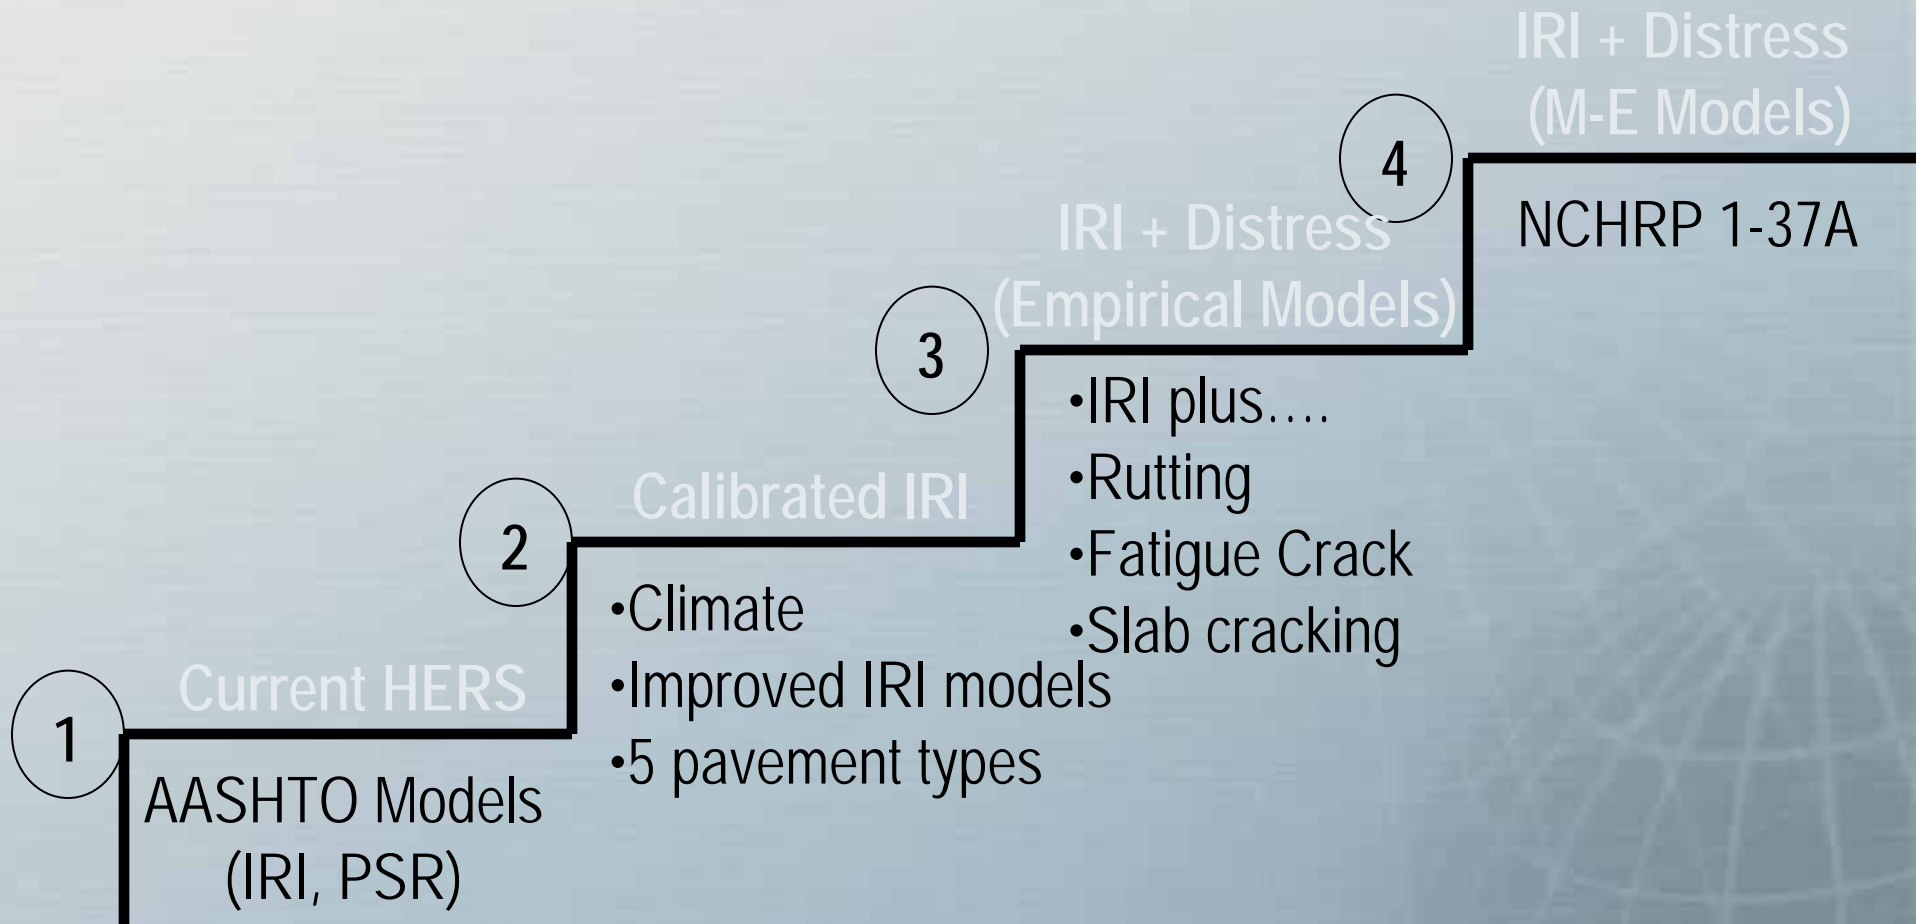 1
Current HERS
AASHTO Models
(IRI, PSR)
2
Calibrated IRI
•Climate
•Improved IRI models
•5 pavement types
3
IRI + Distress
(Empirical Models)
•IRI plus....
•Rutting
•Fatigue Crack
•Slab cracking
4
IRI + Distress
(M-E Models)
NCHRP 1-37A